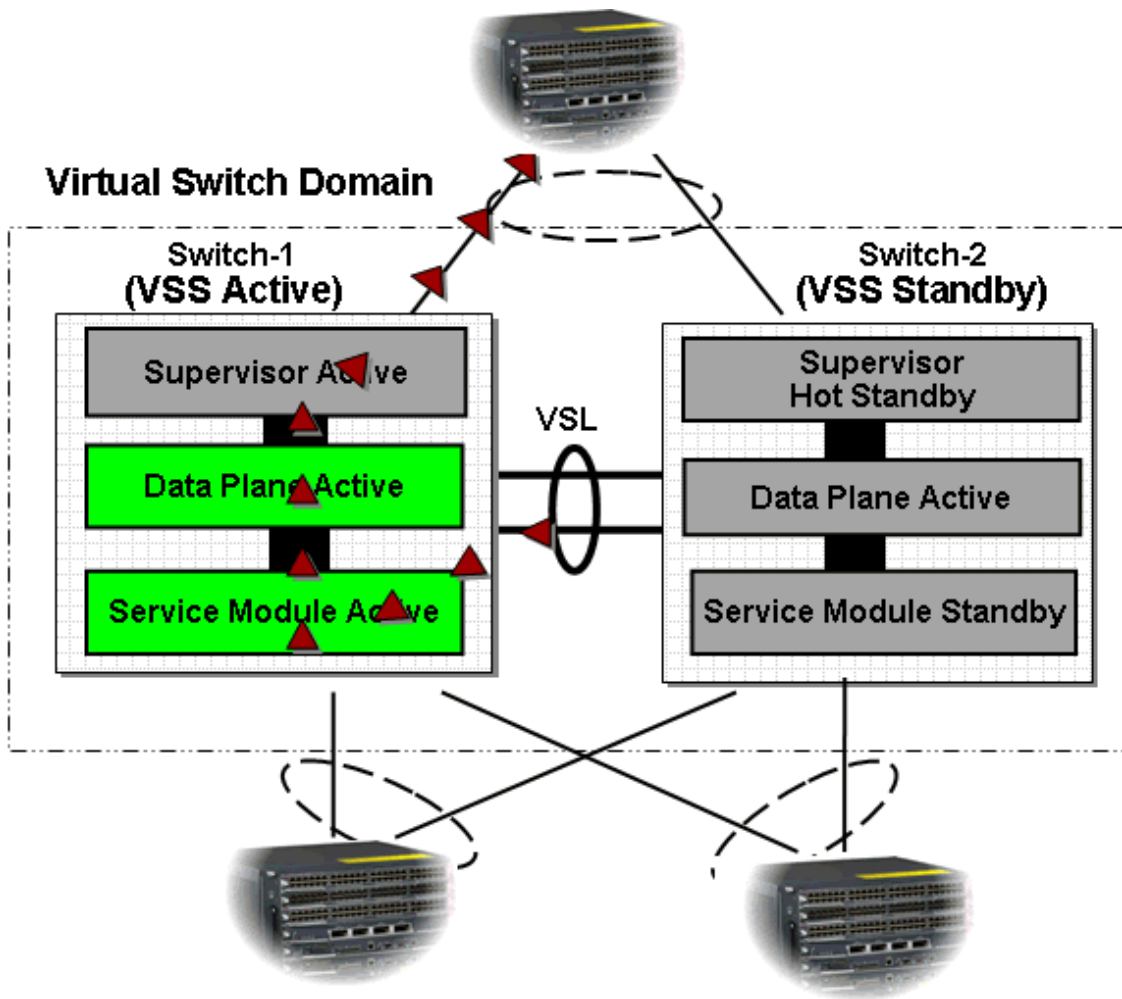 Virtual Switch Domain
Switch-1
(VSS Active)
Switch-2
(VSS Standby)
Supervisor Active
Data Plane Active
Service Module Active
VSL
Supervisor
Hot Standby
Data Plane Active
Service Module Standby